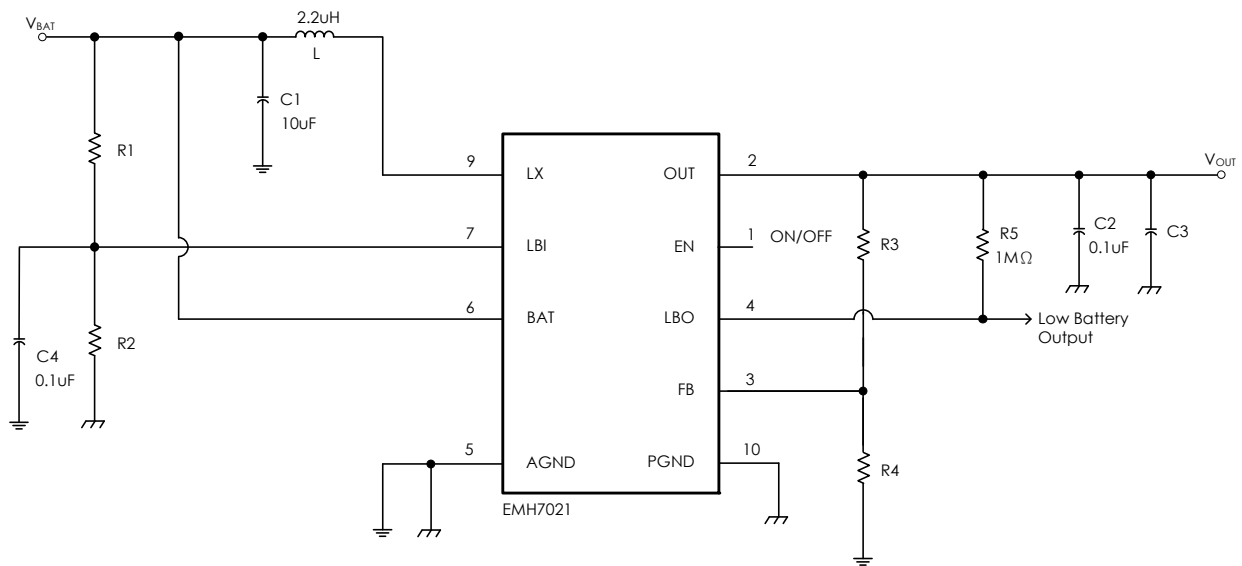 2.2uH
VBAT
L
C1
10uF
R1
9 LX
OUT 2
VOUT
7 LBI
EN 1 ON/OFF
R3
R5
1MΩ
C2
0.1uF
C3
6 BAT
LBO 4
Low Battery
Output
R2
C4
0.1uF
FB 3
5 AGND
PGND 10
R4
EMH7021